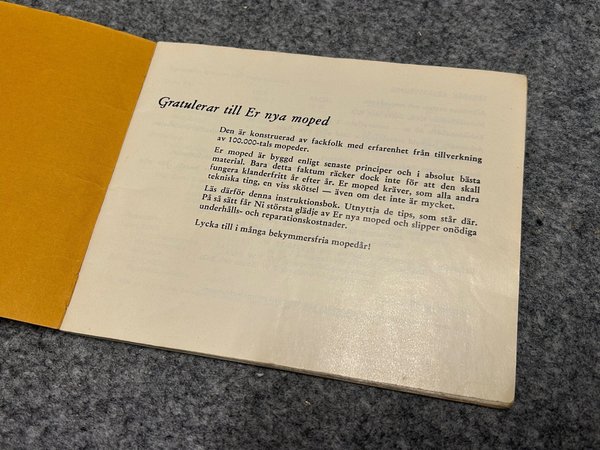 Gratulerar till Er nya moped
Den är konstruerad av fackfolk med erfarenhet från tillverkning
av 100.000-tals mopeder.
Er moped är byggd enligt senaste principer och i absolut bästa
material. Bara detta faktum räcker dock inte för att den skall
fungera klanderfritt år efter år. Er moped kräver, som alla andra
tekniska ting, en viss skötsel — även om det inte är mycket.
Läs därför denna instruktionsbok. Utnyttja de tips, som står där.
På så sätt får Ni största glädje av Er nya moped och slipper onödiga
underhålls- och reparationskostnader.
Lycka till i många bekymmersfria mopedår!